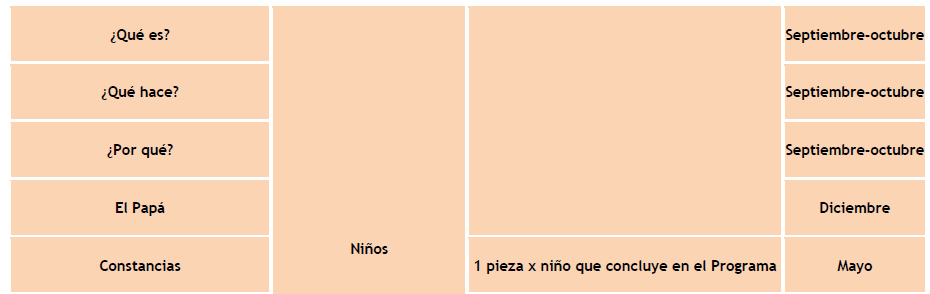 ¿Qué es?
Septiembre-octubre
¿Qué hace?
Septiembre-octubre
¿Por qué?
Septiembre-octubre
El Papá
Diciembre
Niños
Constancias
1 pieza x niño que concluye en el Programa
Mayo